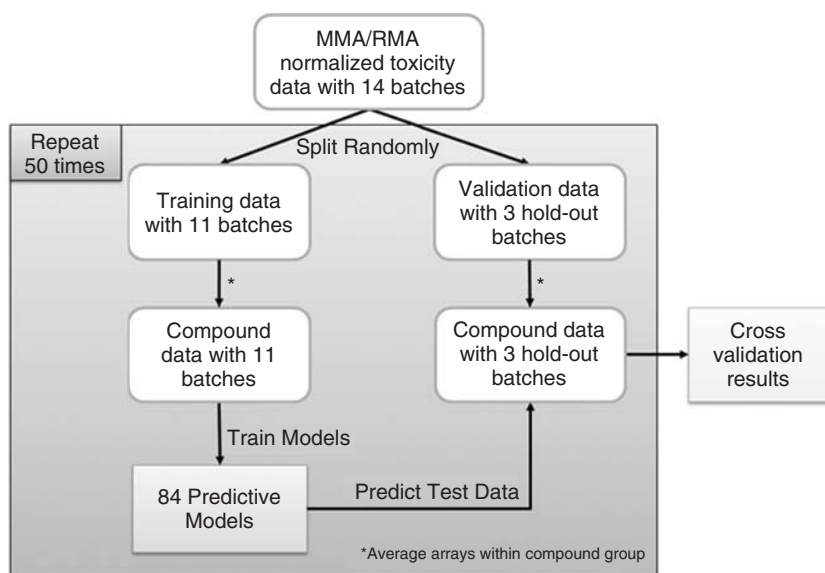 MMA/RMA
normalized toxicity
data with 14 batches
Repeat
50 times
Split Randomly
Training data
with 11 batches
Validation data
with 3 hold-out
batches
*
*
Compound
data with 11
batches
Compound data
with 3 hold-out
batches
Cross
validation
results
Train Models
84 Predictive
Models
Predict Test Data
*Average arrays within compound group